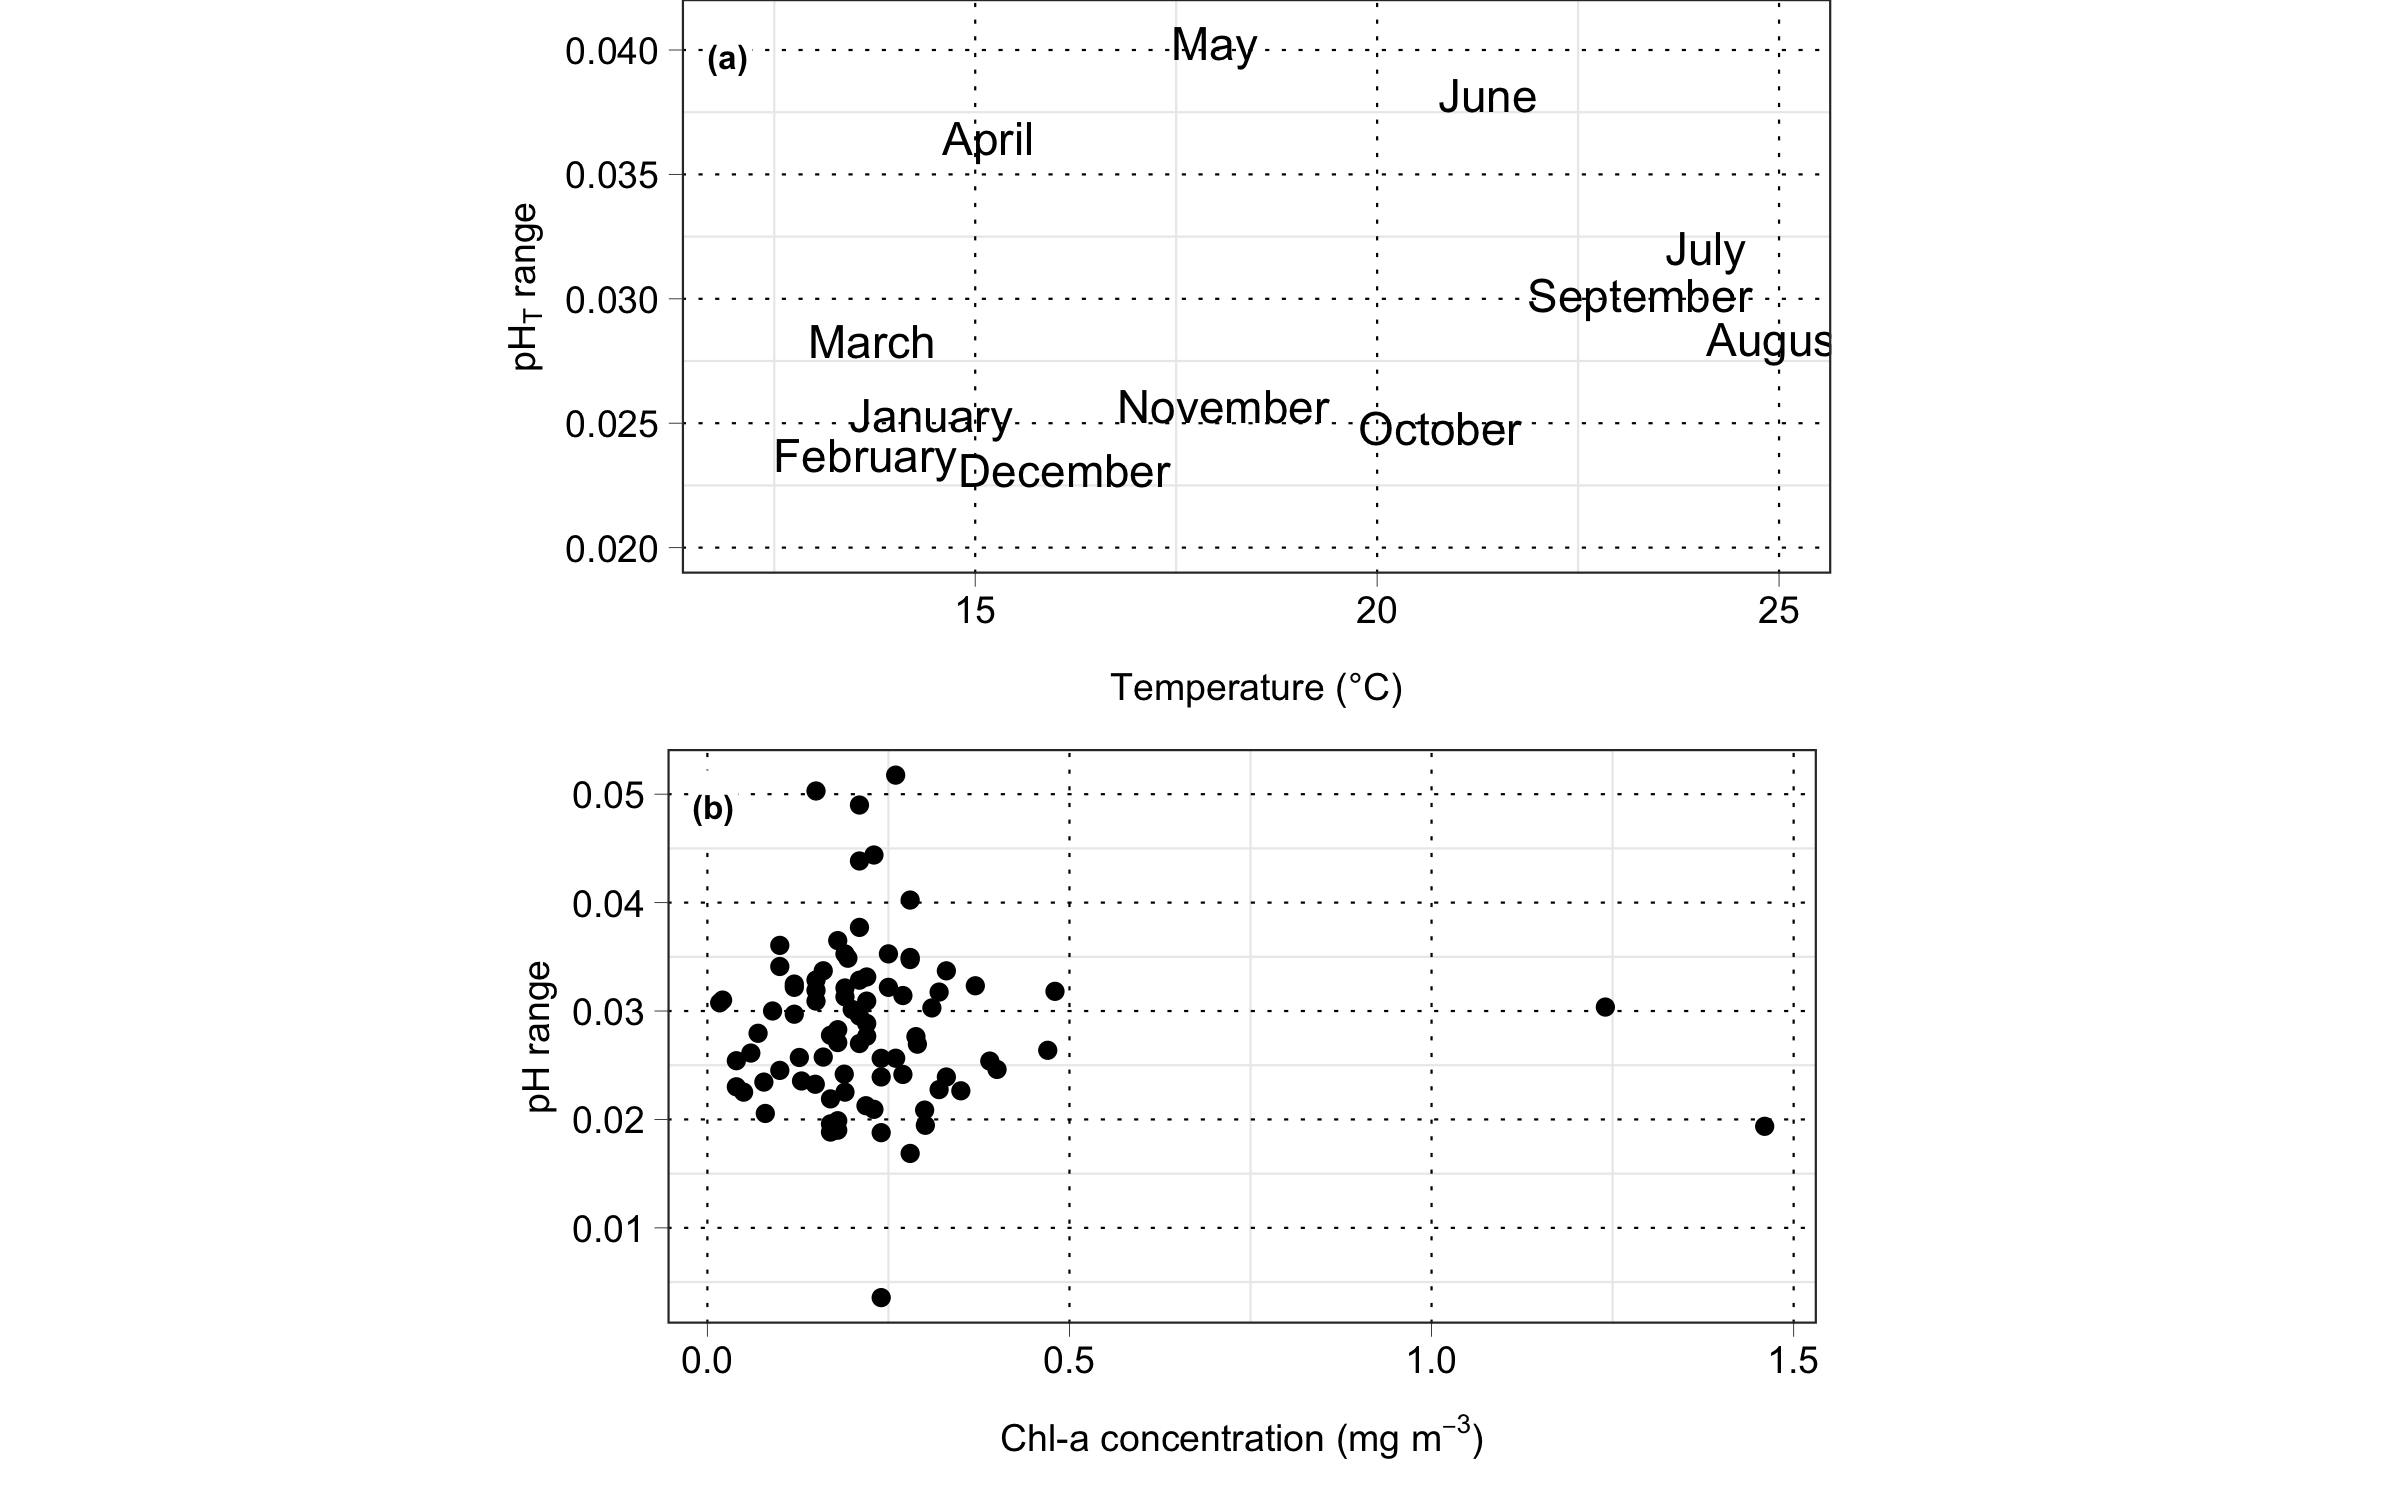 (a)
0.040
0.035
0.030
0.025
0.020
pHT range
May
June
April
July
September
Augus
March
November
January
October
February
December
15 20 25
Temperature (°C)
(b)
0.05
0.04
0.03
0.02
0.01
pH range
0.0 0.5 1.0 1.5
Chl-a concentration (mg m−3)